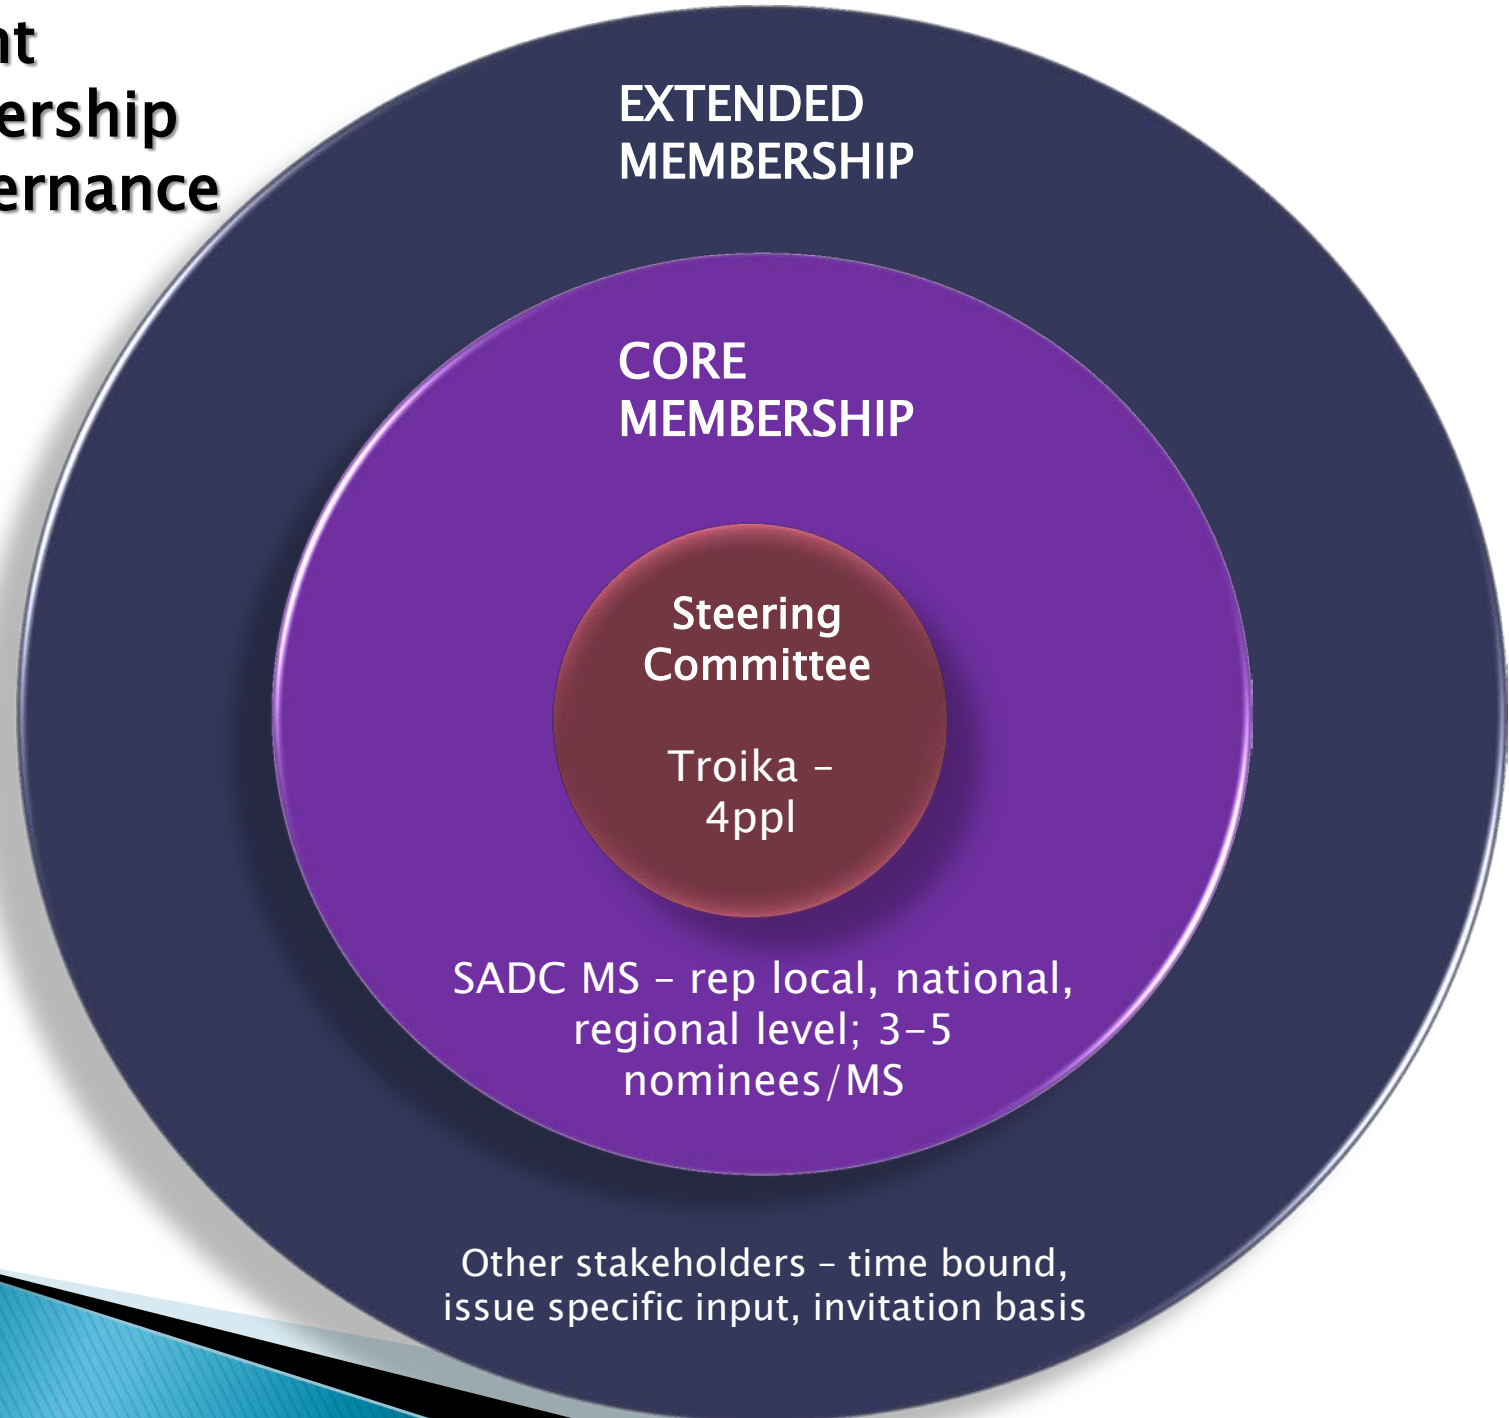 nt
ership
ernance
EXTENDED
MEMBERSHIP
CORE
MEMBERSHIP
Steering
Committee
Troika –
4ppl
SADC MS – rep local, national,
regional level; 3-5
nominees/MS
Other stakeholders – time bound,
issue specific input, invitation basis